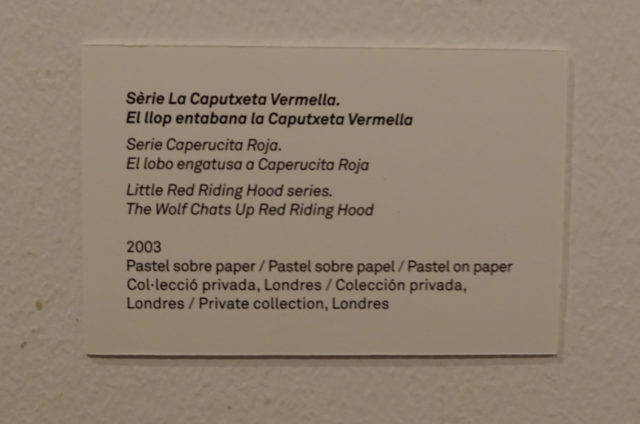 Sèrie La Caputxeta Vermella.
El llop entabana la Caputxeta Vermella
Serie Caperucita Roja.
El lobo engatusa a Caperucita Roja
Little Red Riding Hood series.
The Wolf Chats Up Red Riding Hood
2003
Pastel sobre paper / Pastel sobre papel / Pastel on paper
Col·lecció privada, Londres / Colección privada,
Londres / Private collection, Londres